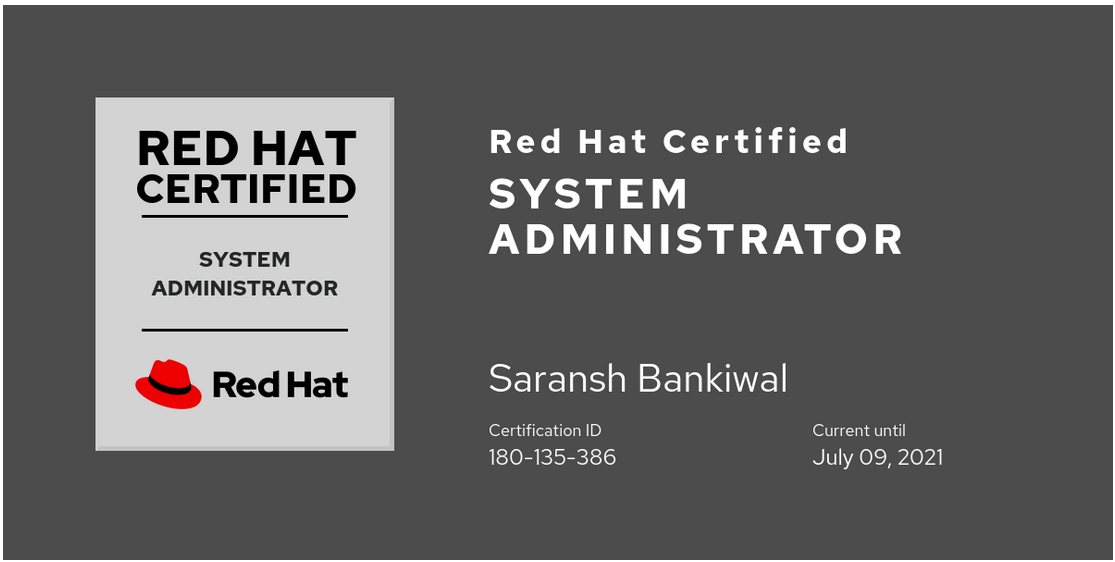 RED HAT
CERTIFIED
SYSTEM
ADMINISTRATOR
Red Hat
Red Hat Certified
SYSTEM
ADMINISTRATOR
Saransh Bankiwal
Certification ID
180-135-386
Current until
July 09, 2021